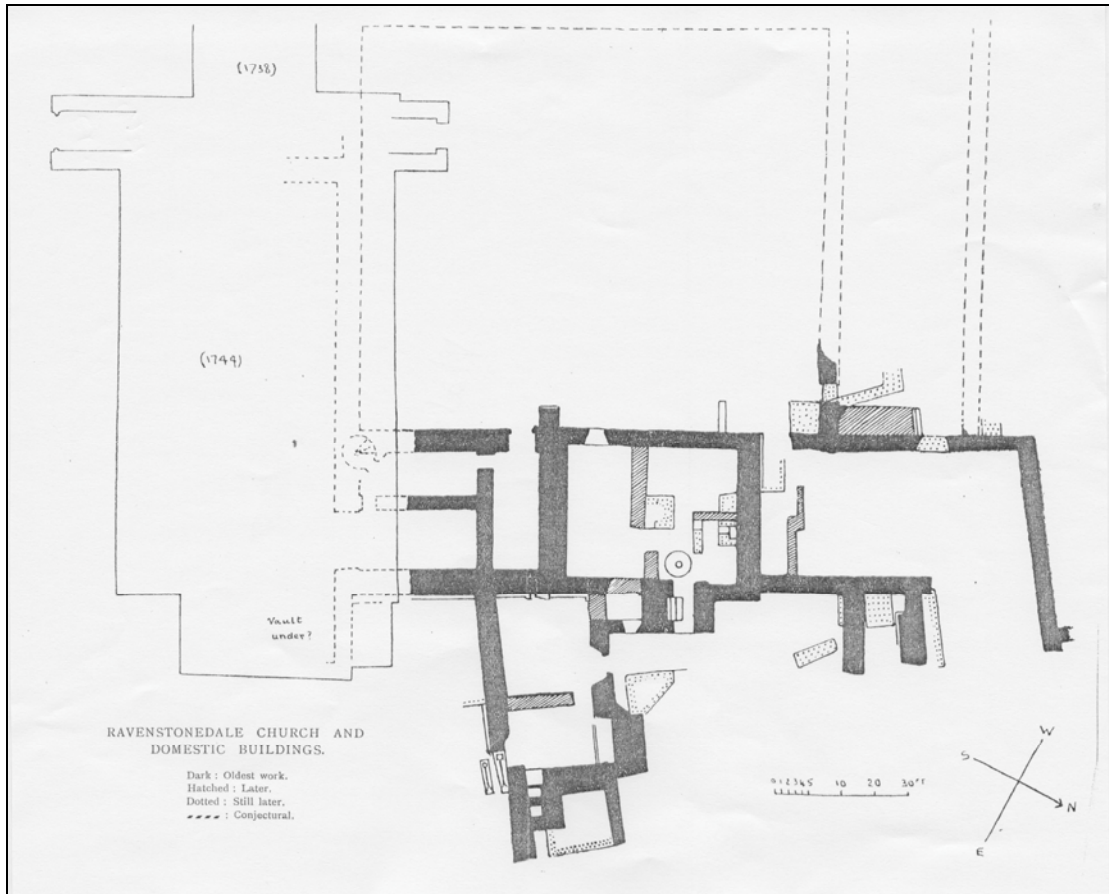 (1738)
(1744)
Vault
under?
RAVENSTONEDALE CHURCH AND
DOMESTIC BUILDINGS.
Dark : Oldest work.
Hatched : Later.
Dotted : Still later.
: Conjectural.
0 1 2 3 4 5 10 20 30 FT
W
S
N
E